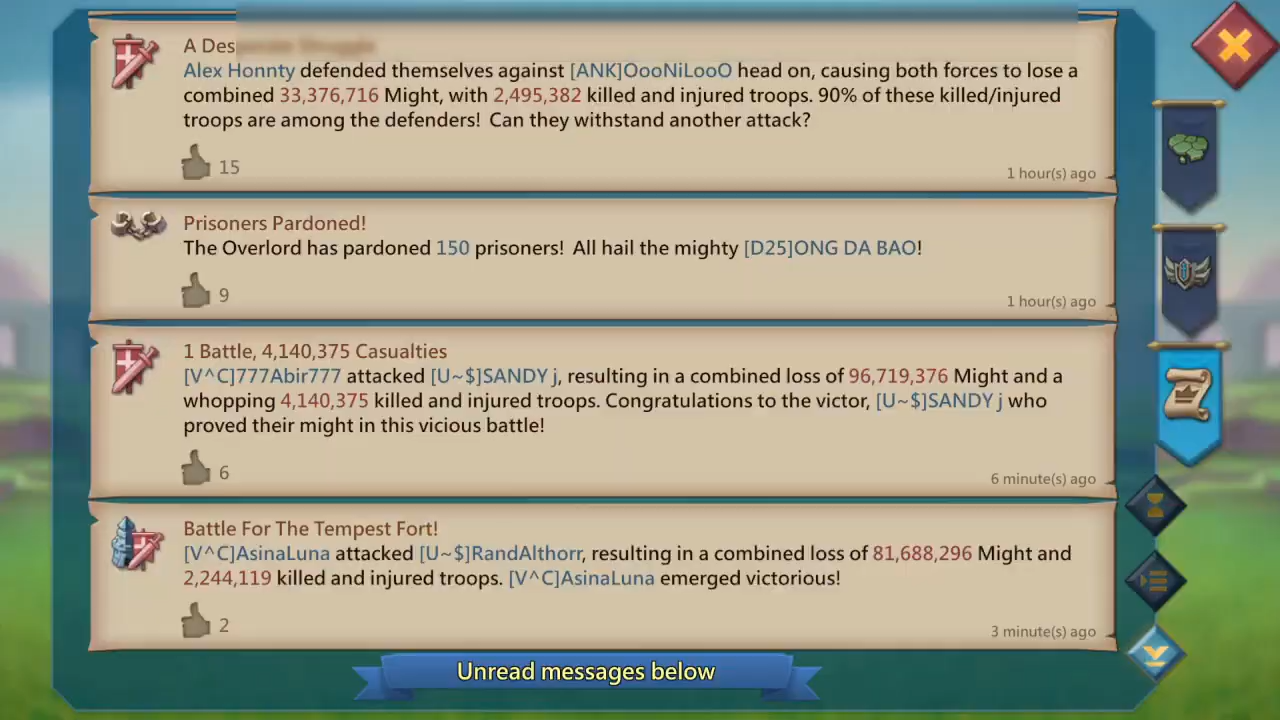 A Des
Alex Honnty defended themselves against [ANK]OooNiLooO head on, causing both forces to lose a
combined 33,376,716 Might, with 2,495,382 killed and injured troops. 90% of these killed/injured
troops are among the defenders! Can they withstand another attack?
15
1 hour(s) ago
Prisoners Pardoned!
The Overlord has pardoned 150 prisoners! All hail the mighty [D25]ONG DA BAO!
9
1 hour(s) ago
1 Battle, 4,140,375 Casualties
[V^C]777Abir777 attacked [U~$]SANDY j, resulting in a combined loss of 96,719,376 Might and a
whopping 4,140,375 killed and injured troops. Congratulations to the victor, [U~$]SANDY j who
proved their might in this vicious battle!
6
6 minute(s) ago
Battle For The Tempest Fort!
[V^C]AsinaLuna attacked [U~$]RandAlthorr, resulting in a combined loss of 81,688,296 Might and
2,244,119 killed and injured troops. [V^C]AsinaLuna emerged victorious!
2
3 minute(s) ago
Unread messages below